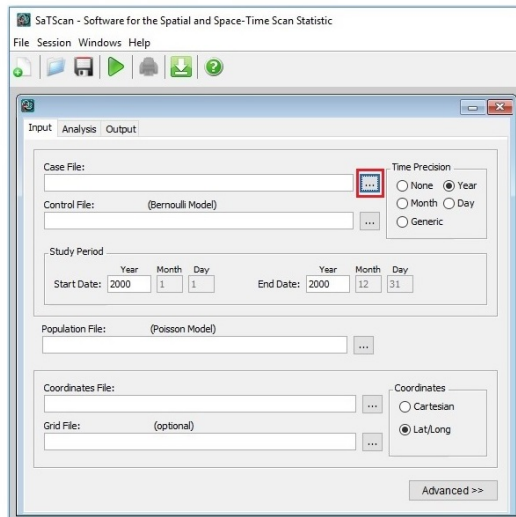 SaTScan - Software for the Spatial and Space-Time Scan Statistic
File Session Windows Help
Input Analysis Output
Case File:
...
Time Precision
None Year
Month Day
Generic
Control File: (Bernoulli Model)
...
Study Period
Year Month Day Year Month Day
Start Date: 2000 1 1 End Date: 2000 12 31
Population File: (Poisson Model)
...
Coordinates File:
...
Coordinates
Cartesian
Lat/Long
Grid File: (optional)
...
Advanced >>